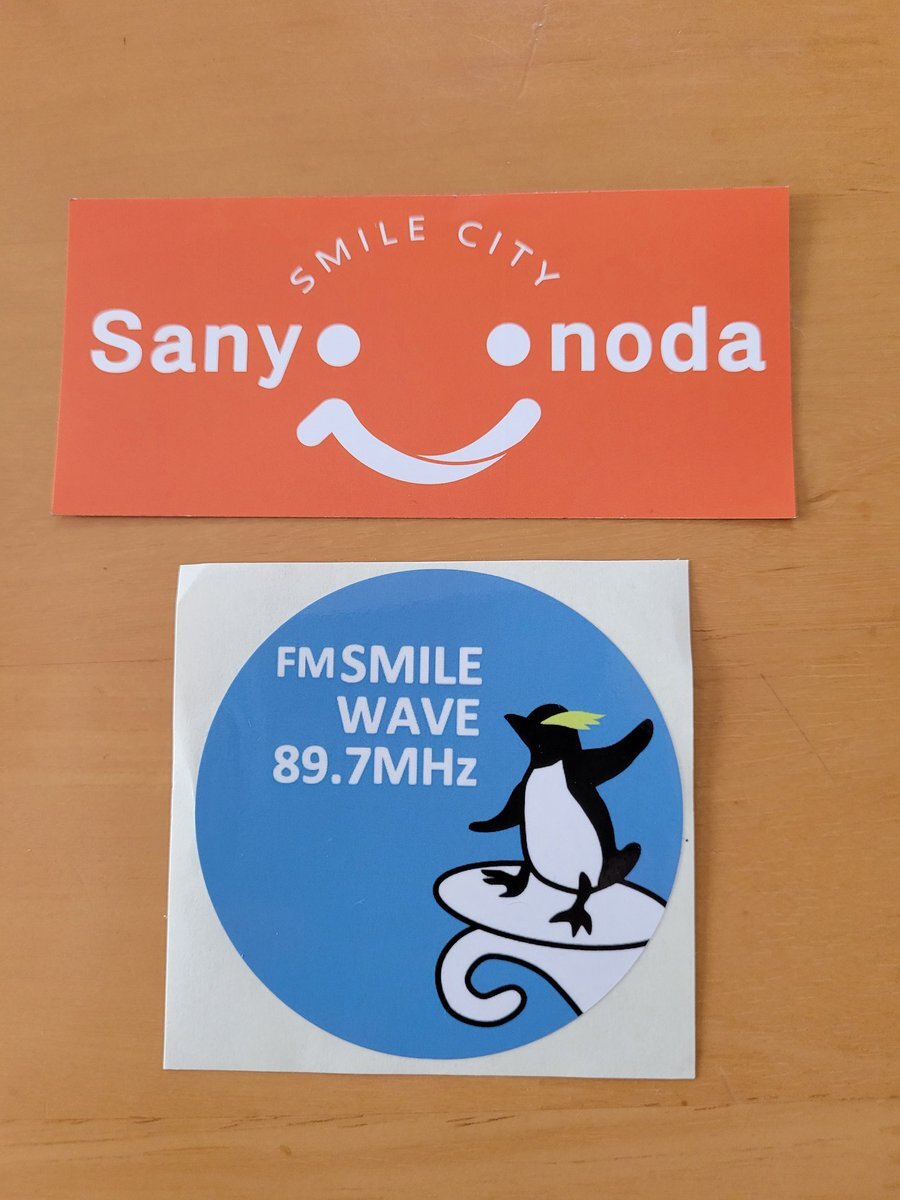 SMILE CITY
Sanyo onoda
FM SMILE
WAVE
89.7MHz